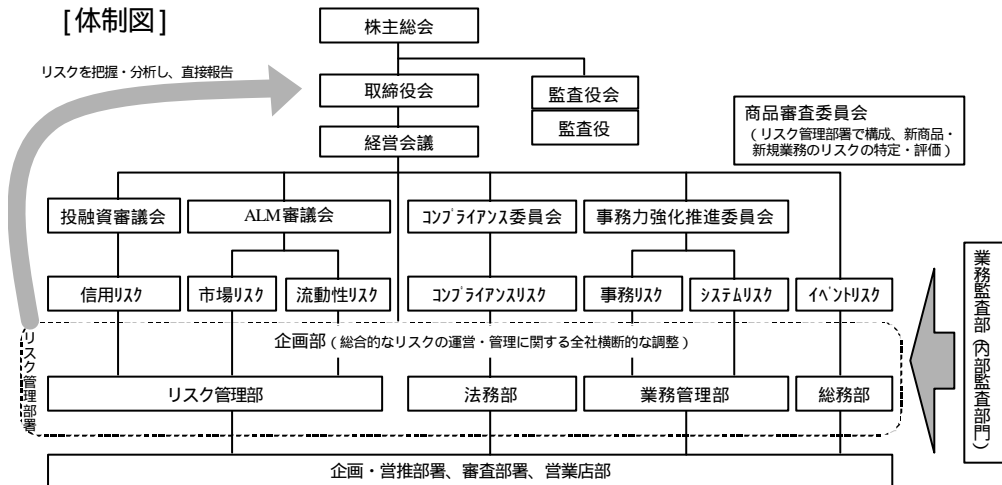 [体制図]
株主総会
リスクを把握・分析し、直接報告
取締役会
監査役会
監査役
経営会議
商品審査委員会
(リスク管理部署で構成、新商品・
新規業務のリスクの特定・評価)
投融資審議会
ALM審議会
コンプライアンス委員会
事務力強化推進委員会
信用リスク
市場リスク
流動性リスク
コンプライアンスリスク
事務リスク
システムリスク
イベントリスク
企画部(総合的なリスクの運営・管理に関する全社横断的な調整)
リスク管理部署
リスク管理部
法務部
業務管理部
総務部
業務監査部(内部監査部門)
企画・営推部署、審査部署、営業店部